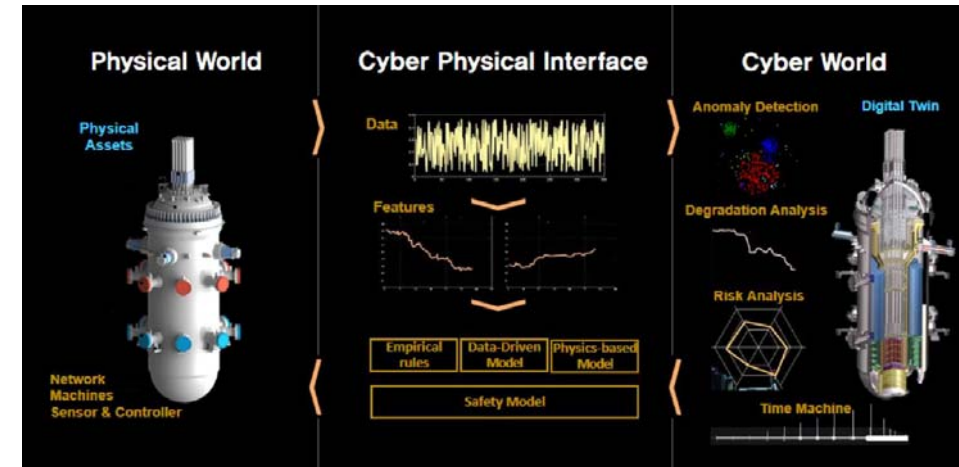 Physical World
Physical
Assets
Network
Machines
Sensor & Controller
Cyber Physical Interface
Data
Features
Empirical
rules
Data-Driven
Model
Physics-based
Model
Safety Model
Cyber World
Anomaly Detection
Digital Twin
Degradation Analysis
Risk Analysis
Time Machine